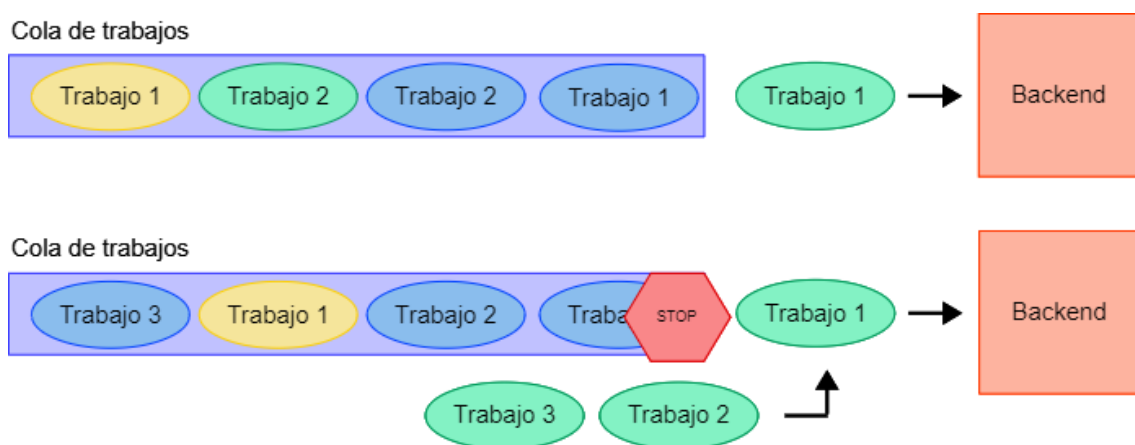 Cola de trabajos
Trabajo 1 Trabajo 2 Trabajo 2 Trabajo 1 Trabajo 1 Backend
Cola de trabajos
Trabajo 3 Trabajo 1 Trabajo 2 Traba STOP Trabajo 1 Backend
Trabajo 3 Trabajo 2